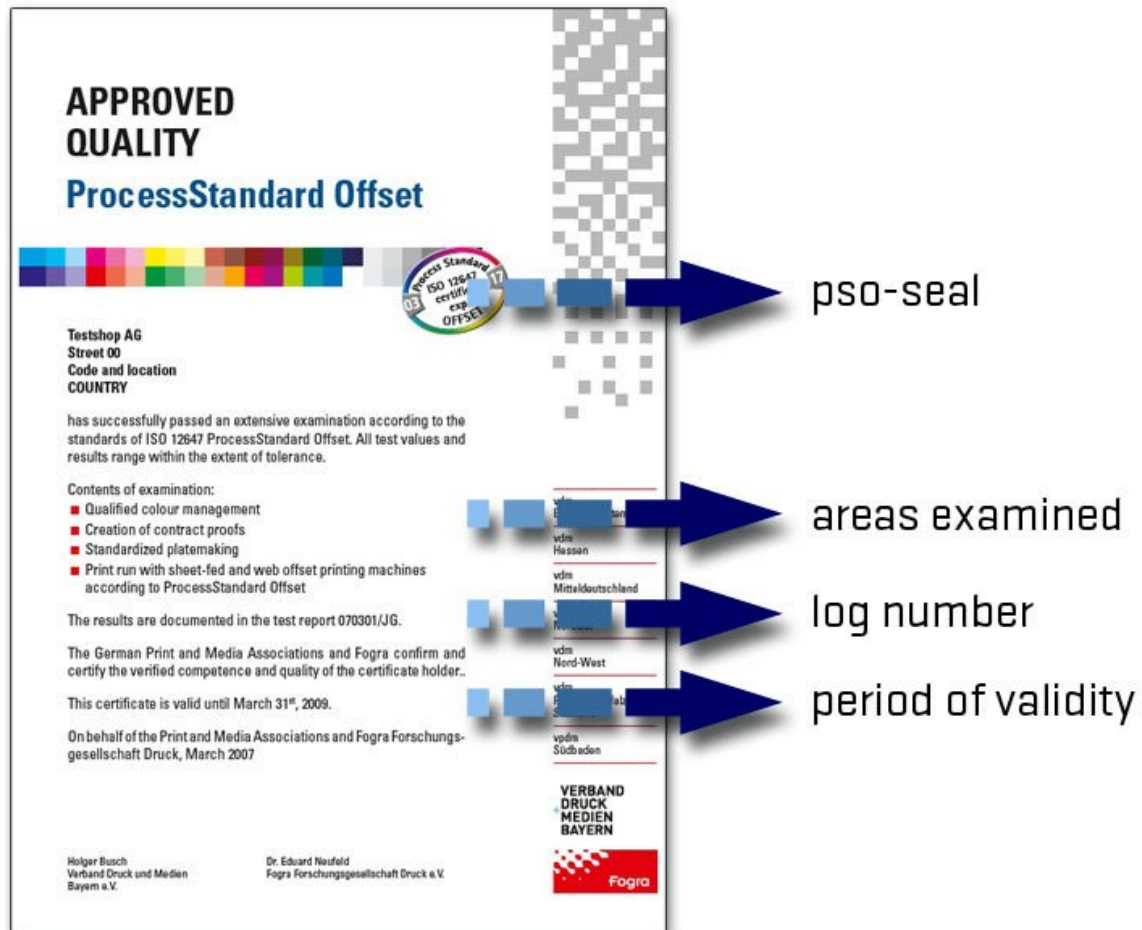 APPROVED
QUALITY
ProcessStandard Offset
Process Standard
ISO 12647
03
17
OFFSET
pso-seal
Testshop AG
Street 00
Code and location
COUNTRY
has successfully passed an extensive examination according to the
standards of ISO 12647 ProcessStandard Offset. All test values and
results range within the extent of tolerance.
Contents of examination:
Qualified colour management
Creation of contract proofs
Standardized platemaking
Print run with sheet-fed and web offset printing machines
according to ProcessStandard Offset
The results are documented in the test report 070301/JG.
The German Print and Media Associations and Fogra confirm and
certify the verified competence and quality of the certificate holder..
This certificate is valid until March 31st, 2009.
On behalf of the Print and Media Associations and Fogra Forschungs-
gesellschaft Druck, March 2007
areas examined
vdm
Hessen
vdm
Mitteldeutschland
log number
vdm
Nord-West
period of validity
vpdm
Südbaden
VERBAND
DRUCK
MEDIEN
BAYERN
Holger Busch
Verband Druck und Medien
Bayern e.V.
Dr. Eduard Neufeld
Fogra Forschungsgesellschaft Druck e.V.
Fogra